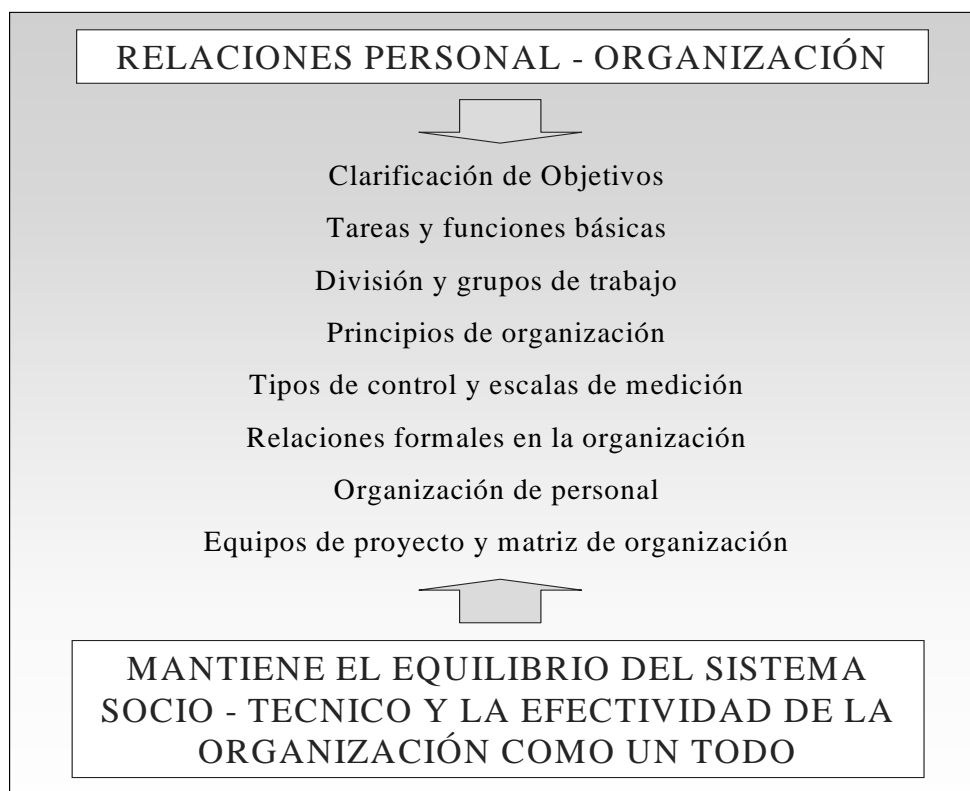 RELACIONES PERSONAL - ORGANIZACIÓN
Clarificación de Objetivos
Tareas y funciones básicas
División y grupos de trabajo
Principios de organización
Tipos de control y escalas de medición
Relaciones formales en la organización
Organización de personal
Equipos de proyecto y matriz de organización
MANTIENE EL EQUILIBRIO DEL SISTEMA
SOCIO - TECNICO Y LA EFECTIVIDAD DE LA
ORGANIZACIÓN COMO UN TODO